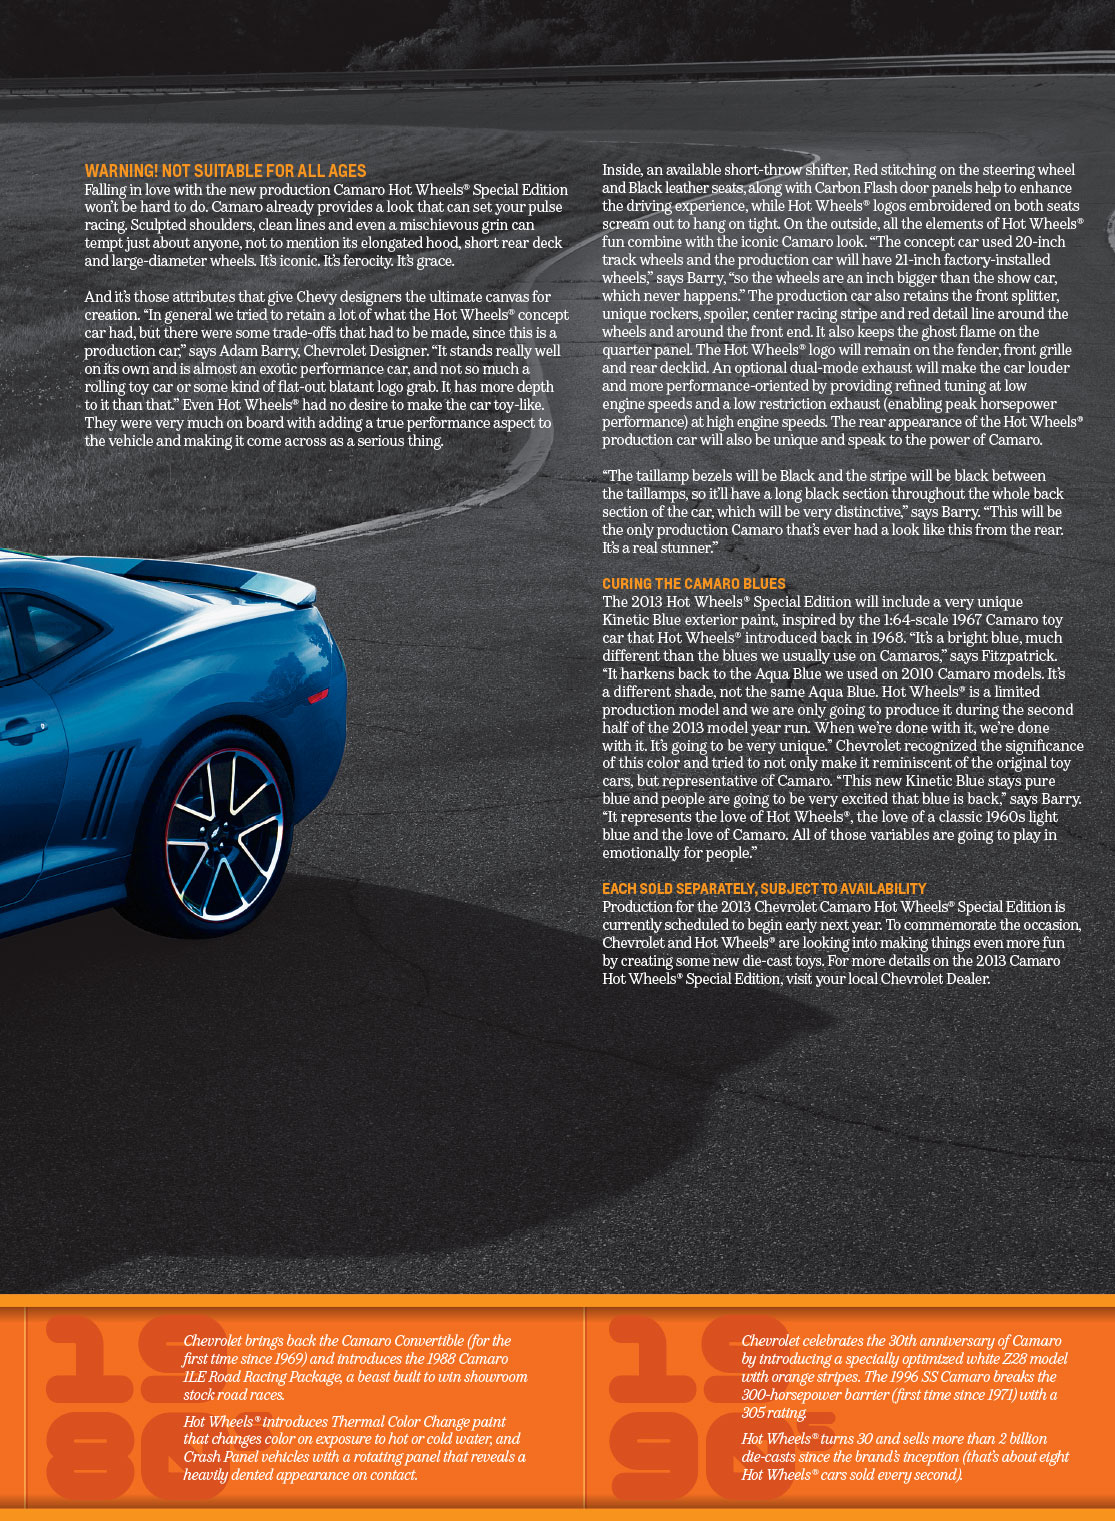 WARNING! NOT SUITABLE FOR ALL AGES
Falling in love with the new production Camaro Hot Wheels® Special Edition
won’t be hard to do. Camaro already provides a look that can set your pulse
racing. Sculpted shoulders, clean lines and even a mischievous grin can
tempt just about anyone, not to mention its elongated hood, short rear deck
and large-diameter wheels. It’s iconic. It’s ferocity. It’s grace.
And it’s those attributes that give Chevy designers the ultimate canvas for
creation. “In general we tried to retain a lot of what the Hot Wheels® concept
car had, but there were some trade-offs that had to be made, since this is a
production car,” says Adam Barry, Chevrolet Designer. “It stands really well
on its own and is almost an exotic performance car, and not so much a
rolling toy car or some kind of flat-out blatant logo grab. It has more depth
to it than that.” Even Hot Wheels® had no desire to make the car toy-like.
They were very much on board with adding a true performance aspect to
the vehicle and making it come across as a serious thing.
Inside, an available short-throw shifter, Red stitching on the steering wheel
and Black leather seats, along with Carbon Flash door panels help to enhance
the driving experience, while Hot Wheels® logos embroidered on both seats
scream out to hang on tight. On the outside, all the elements of Hot Wheels®
fun combine with the iconic Camaro look. “The concept car used 20-inch
track wheels and the production car will have 21-inch factory-installed
wheels,” says Barry, “so the wheels are an inch bigger than the show car,
which never happens.” The production car also retains the front splitter,
unique rockers, spoiler, center racing stripe and red detail line around the
wheels and around the front end. It also keeps the ghost flame on the
quarter panel. The Hot Wheels® logo will remain on the fender, front grille
and rear decklid. An optional dual-mode exhaust will make the car louder
and more performance-oriented by providing refined tuning at low
engine speeds and a low restriction exhaust (enabling peak horsepower
performance) at high engine speeds. The rear appearance of the Hot Wheels®
production car will also be unique and speak to the power of Camaro.
“The taillamp bezels will be Black and the stripe will be black between
the taillamps, so it’ll have a long black section throughout the whole back
section of the car, which will be very distinctive,” says Barry. “This will be
the only production Camaro that’s ever had a look like this from the rear.
It’s a real stunner.”
CURING THE CAMARO BLUES
The 2013 Hot Wheels® Special Edition will include a very unique
Kinetic Blue exterior paint, inspired by the 1:64-scale 1967 Camaro toy
car that Hot Wheels® introduced back in 1968. “It’s a bright blue, much
different than the blues we usually use on Camaros,” says Fitzpatrick.
“It harkens back to the Aqua Blue we used on 2010 Camaro models. It’s
a different shade, not the same Aqua Blue. Hot Wheels® is a limited
production model and we are only going to produce it during the second
half of the 2013 model year run. When we’re done with it, we’re done
with it. It’s going to be very unique.” Chevrolet recognized the significance
of this color and tried to not only make it reminiscent of the original toy
cars, but representative of Camaro. “This new Kinetic Blue stays pure
blue and people are going to be very excited that blue is back,” says Barry.
“It represents the love of Hot Wheels®, the love of a classic 1960s light
blue and the love of Camaro. All of those variables are going to play in
emotionally for people.”
EACH SOLD SEPARATELY, SUBJECT TO AVAILABILITY
Production for the 2013 Chevrolet Camaro Hot Wheels® Special Edition is
currently scheduled to begin early next year. To commemorate the occasion,
Chevrolet and Hot Wheels® are looking into making things even more fun
by creating some new die-cast toys. For more details on the 2013 Camaro
Hot Wheels® Special Edition, visit your local Chevrolet Dealer.
19
80s
Chevrolet brings back the Camaro Convertible (for the
first time since 1969) and introduces the 1988 Camaro
1LE Road Racing Package, a beast built to win showroom
stock road races.
Hot Wheels® introduces Thermal Color Change paint
that changes color on exposure to hot or cold water, and
Crash Panel vehicles with a rotating panel that reveals a
heavily dented appearance on contact.
19
90s
Chevrolet celebrates the 30th anniversary of Camaro
by introducing a specially optimized white Z28 model
with orange stripes. The 1996 SS Camaro breaks the
300-horsepower barrier (first time since 1971) with a
305 rating.
Hot Wheels® turns 30 and sells more than 2 billion
die-casts since the brand’s inception (that’s about eight
Hot Wheels® cars sold every second).